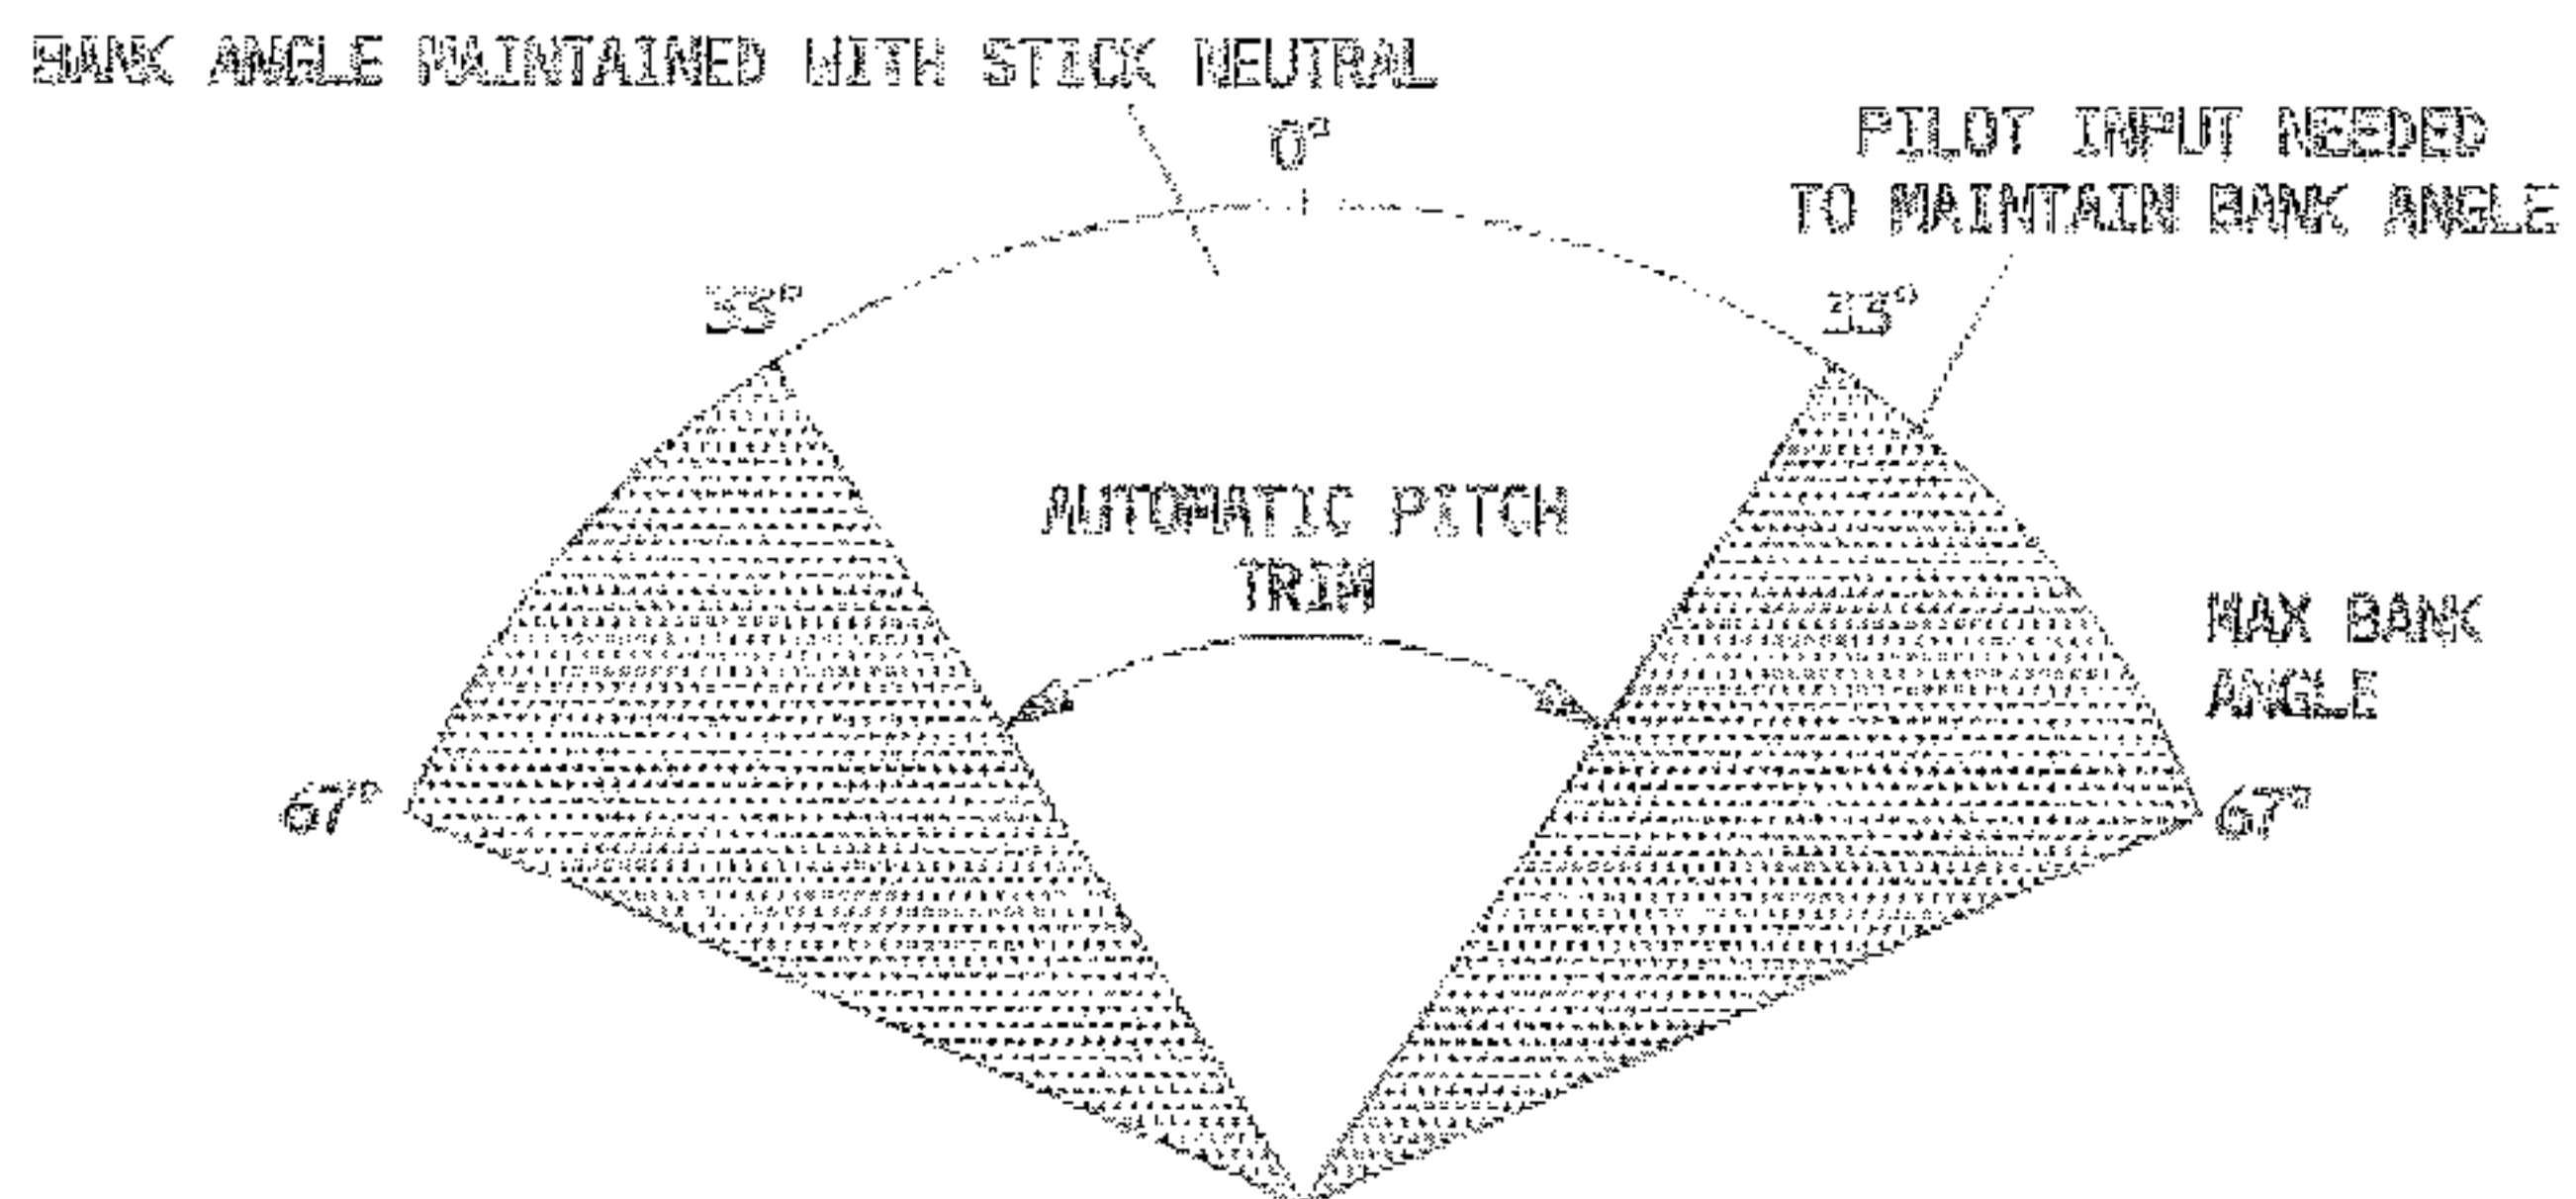 BANK ANGLE MAINTAINED WITH STICK NEUTRAL
0°
PILOT INPUT NEEDED
TO MAINTAIN BANK ANGLE
33°
33°
AUTOMATIC PITCH
TRIM
MAX BANK
ANGLE
67°
67°